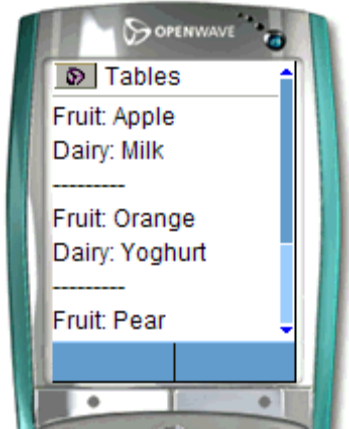 OPENWAVE
Tables
Fruit: Apple
Dairy: Milk
---------
Fruit: Orange
Dairy: Yoghurt
---------
Fruit: Pear